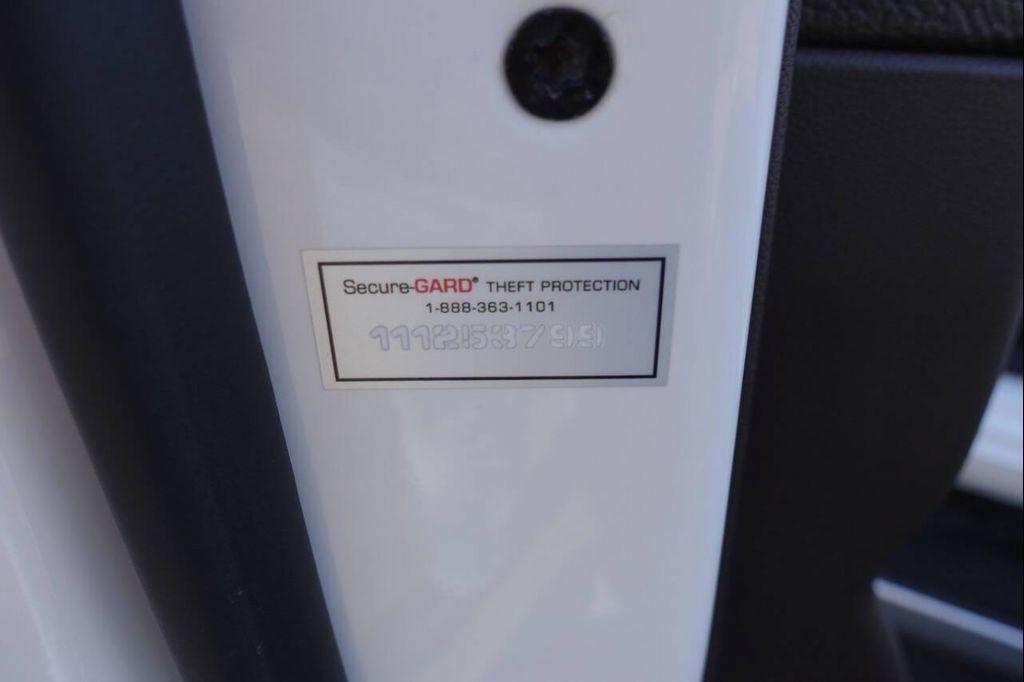 Secure-GARD® THEFT PROTECTION
1-888-363-1101